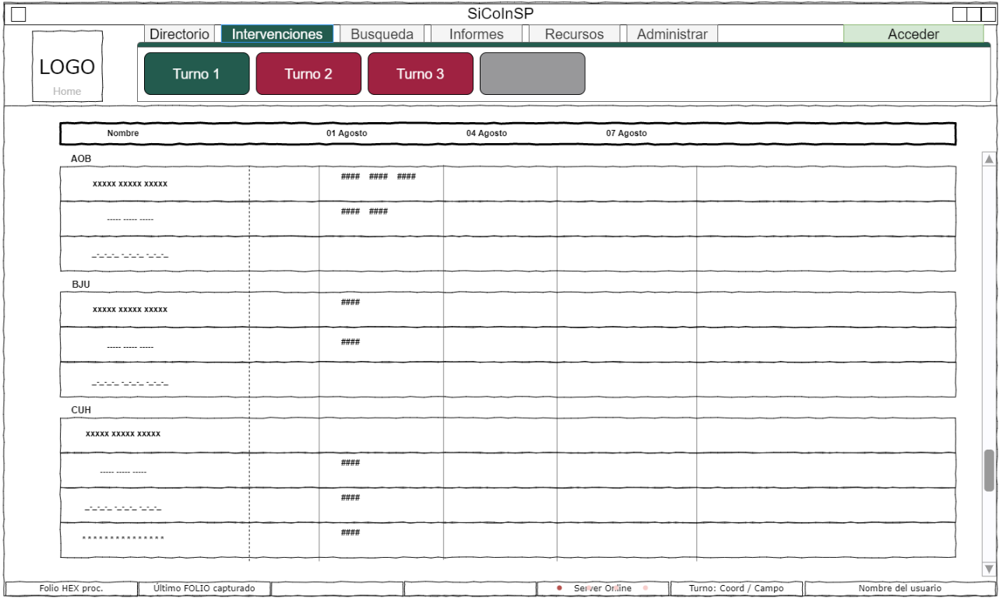 SiCoInSP
Directorio Intervenciones Busqueda Informes Recursos Administrar Acceder
LOGO
Home
Turno 1 Turno 2 Turno 3
Nombre 01 Agosto 04 Agosto 07 Agosto
AOB
xxxxx xxxxx xxxxx #### #### ####
----- ----- ----- #### ####
_-_-_-_ -_-_-_ -_-_-_
BJU
xxxxx xxxxx xxxxx ####
----- ----- ----- ####
_-_-_-_ -_-_-_ -_-_-_
CUH
xxxxx xxxxx xxxxx
----- ----- ----- ####
_-_-_-_ -_-_-_ -_-_-_ ####
* * * * * * * * * * * * * * * ####
Folio HEX proc. Último FOLIO capturado Server Online Turno: Coord / Campo Nombre del usuario